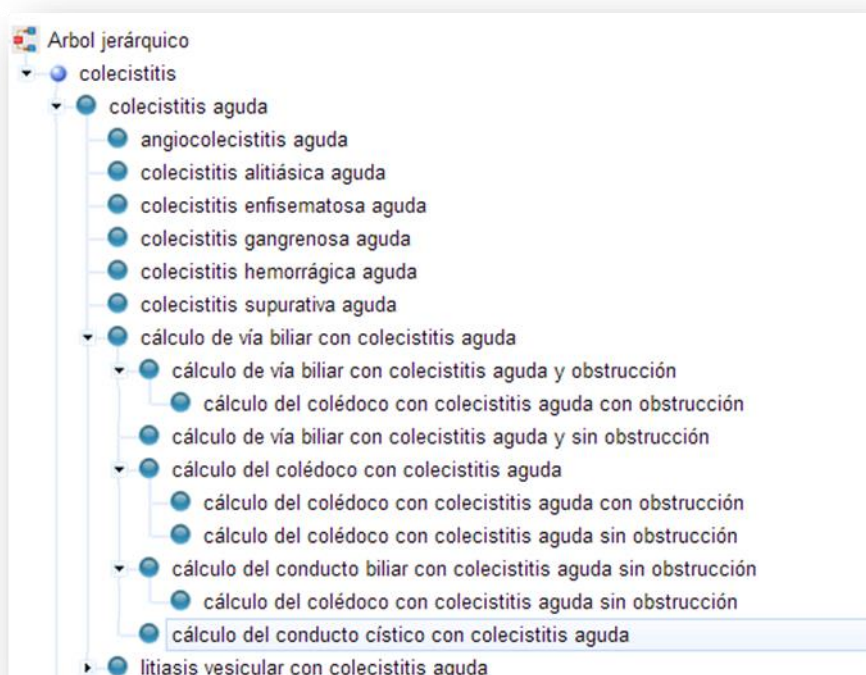 Arbol jerárquico
colecistitis
colecistitis aguda
angiocolecistitis aguda
colecistitis alitiásica aguda
colecistitis enfisematosa aguda
colecistitis gangrenosa aguda
colecistitis hemorrágica aguda
colecistitis supurativa aguda
cálculo de vía biliar con colecistitis aguda
cálculo de vía biliar con colecistitis aguda y obstrucción
cálculo del colédoco con colecistitis aguda con obstrucción
cálculo de vía biliar con colecistitis aguda y sin obstrucción
cálculo del colédoco con colecistitis aguda
cálculo del colédoco con colecistitis aguda con obstrucción
cálculo del colédoco con colecistitis aguda sin obstrucción
cálculo del conducto biliar con colecistitis aguda sin obstrucción
cálculo del colédoco con colecistitis aguda sin obstrucción
cálculo del conducto cístico con colecistitis aguda
litiasis vesicular con colecistitis aguda